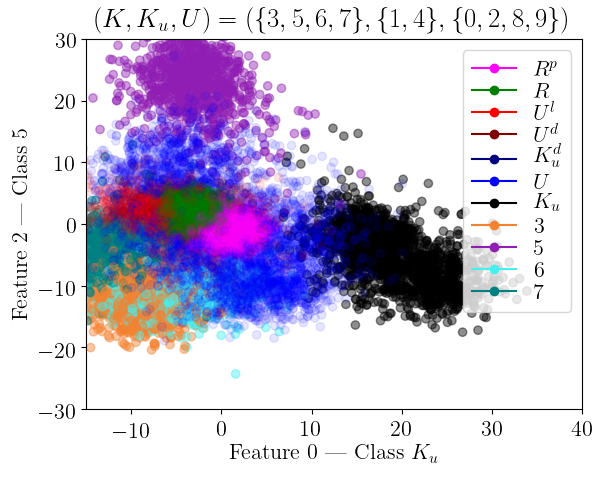 (K, K_u, U) = ({3, 5, 6, 7}, {1, 4}, {0, 2, 8, 9})
30
20
10
0
−10
−20
−30
Feature 2 — Class 5
R^p
R
U^l
U^d
K_u^d
U
K_u
3
5
6
7
−10
0
10
20
30
40
Feature 0 — Class K_u